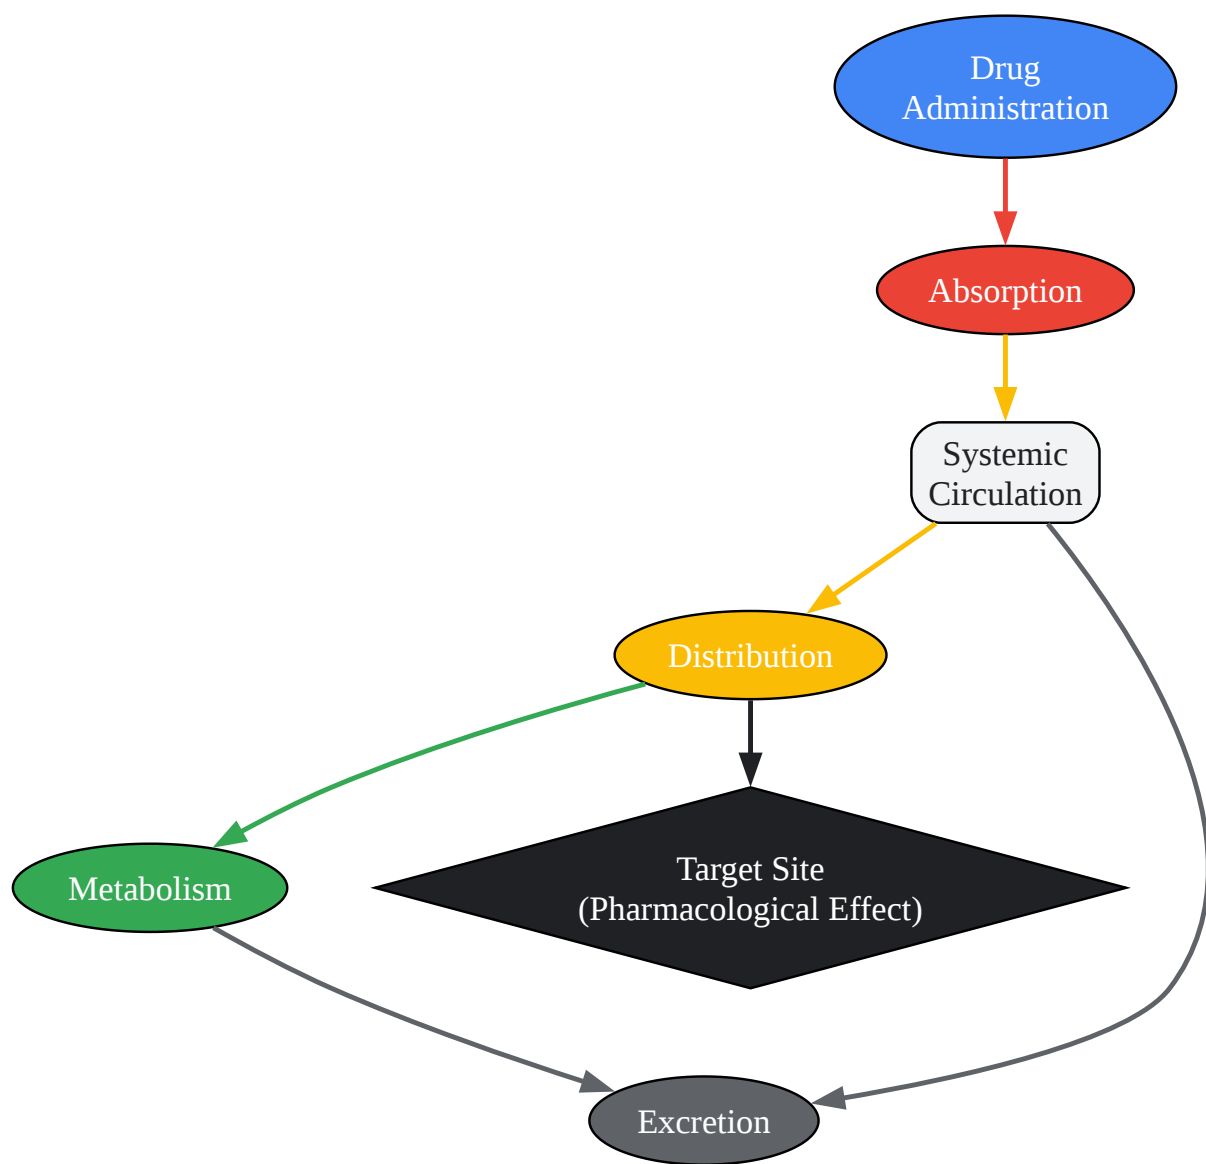 Drug
Administration
Absorption
Systemic
Circulation
Distribution
Metabolism
Target Site
(Pharmacological Effect)
Excretion